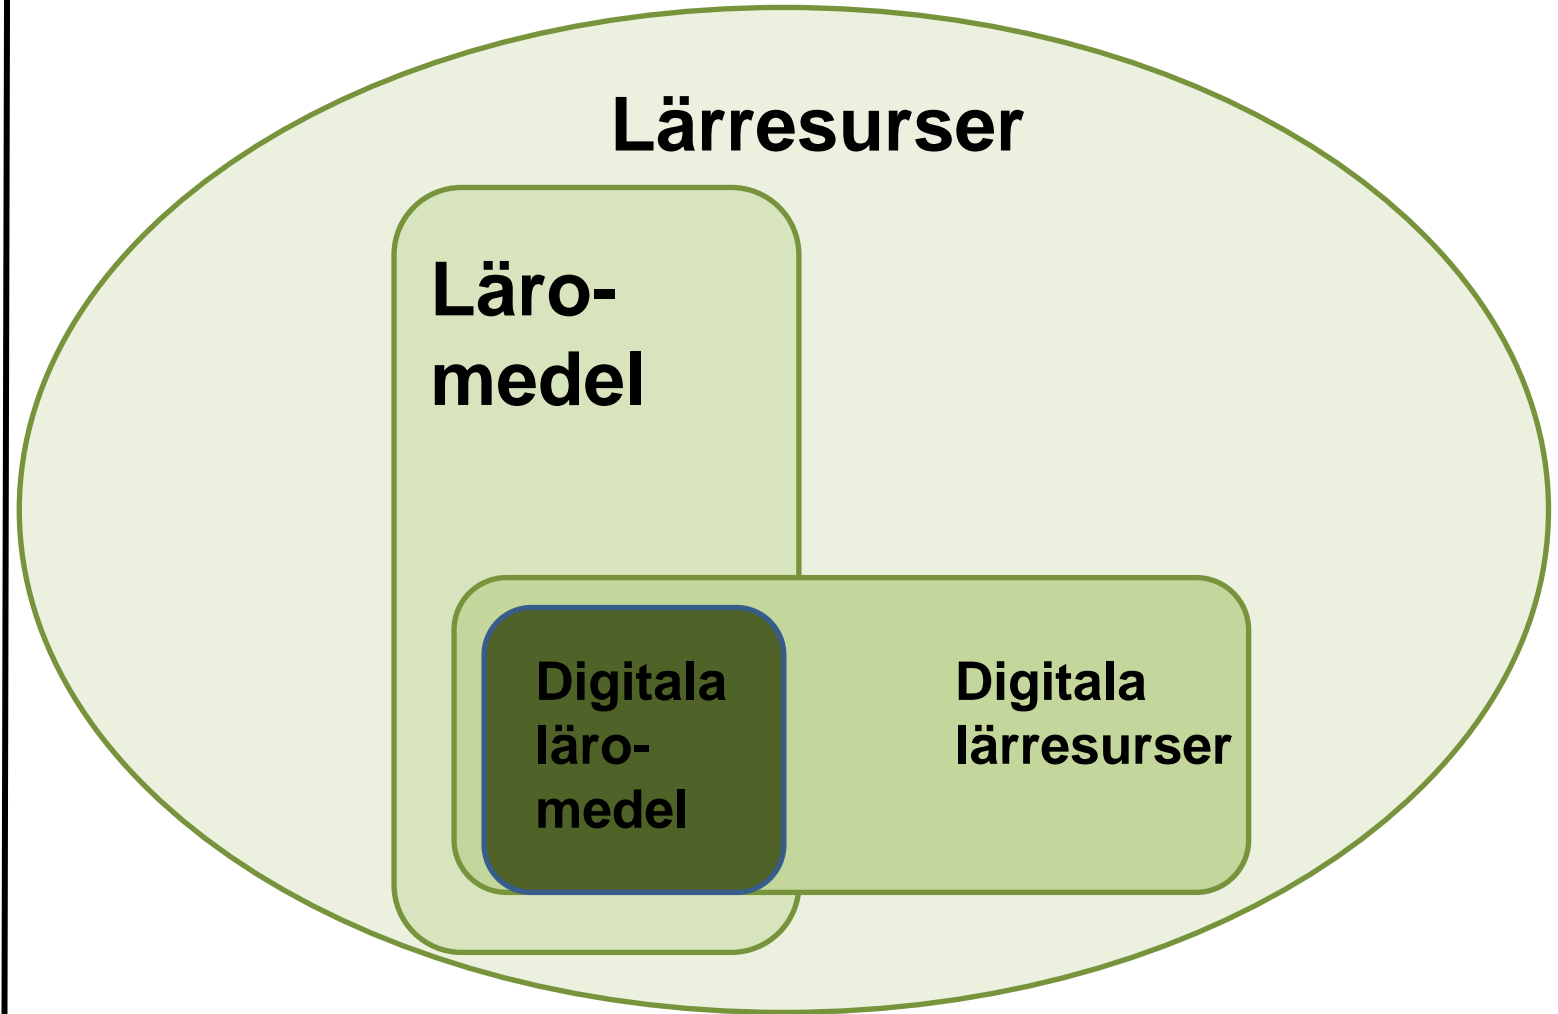 Lärresurser
Läro-
medel
Digitala
läro-
medel
Digitala
lärresurser